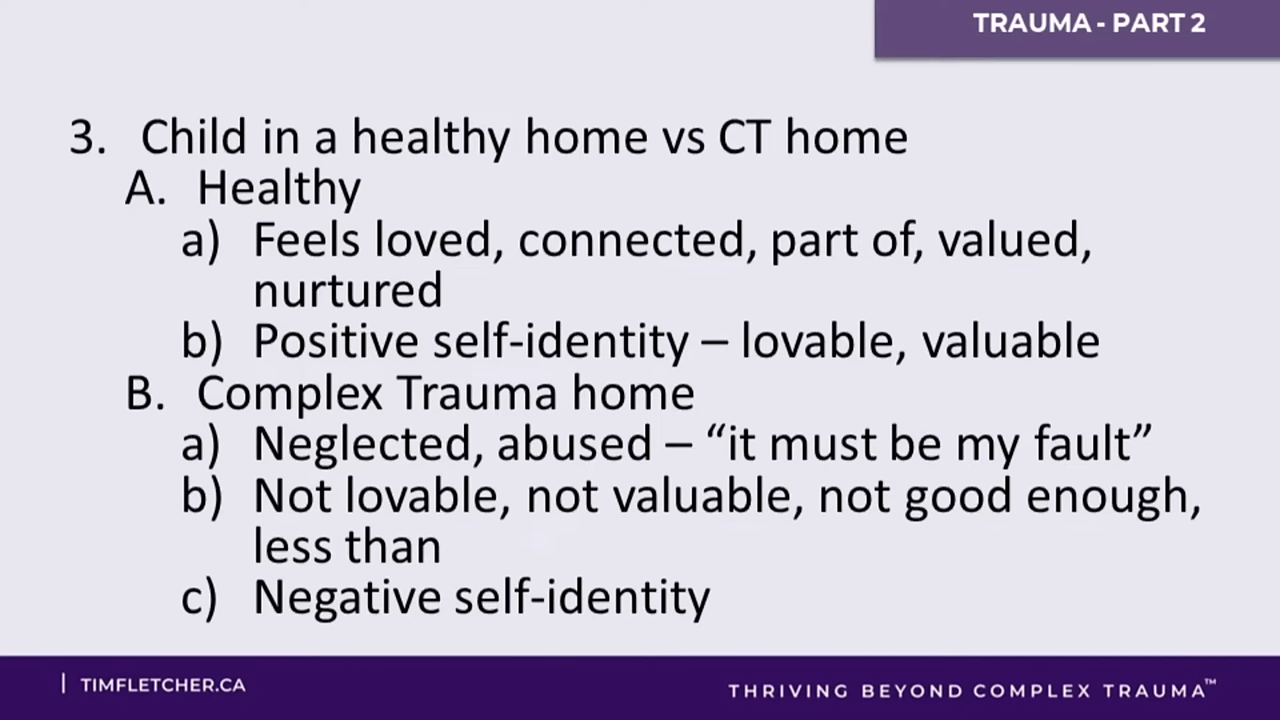 TRAUMA - PART 2
3. Child in a healthy home vs CT home
A. Healthy
a) Feels loved, connected, part of, valued,
nurtured
b) Positive self-identity – lovable, valuable
B. Complex Trauma home
a) Neglected, abused – “it must be my fault”
b) Not lovable, not valuable, not good enough,
less than
c) Negative self-identity
| TIMFLETCHER.CA
THRIVING BEYOND COMPLEX TRAUMA™